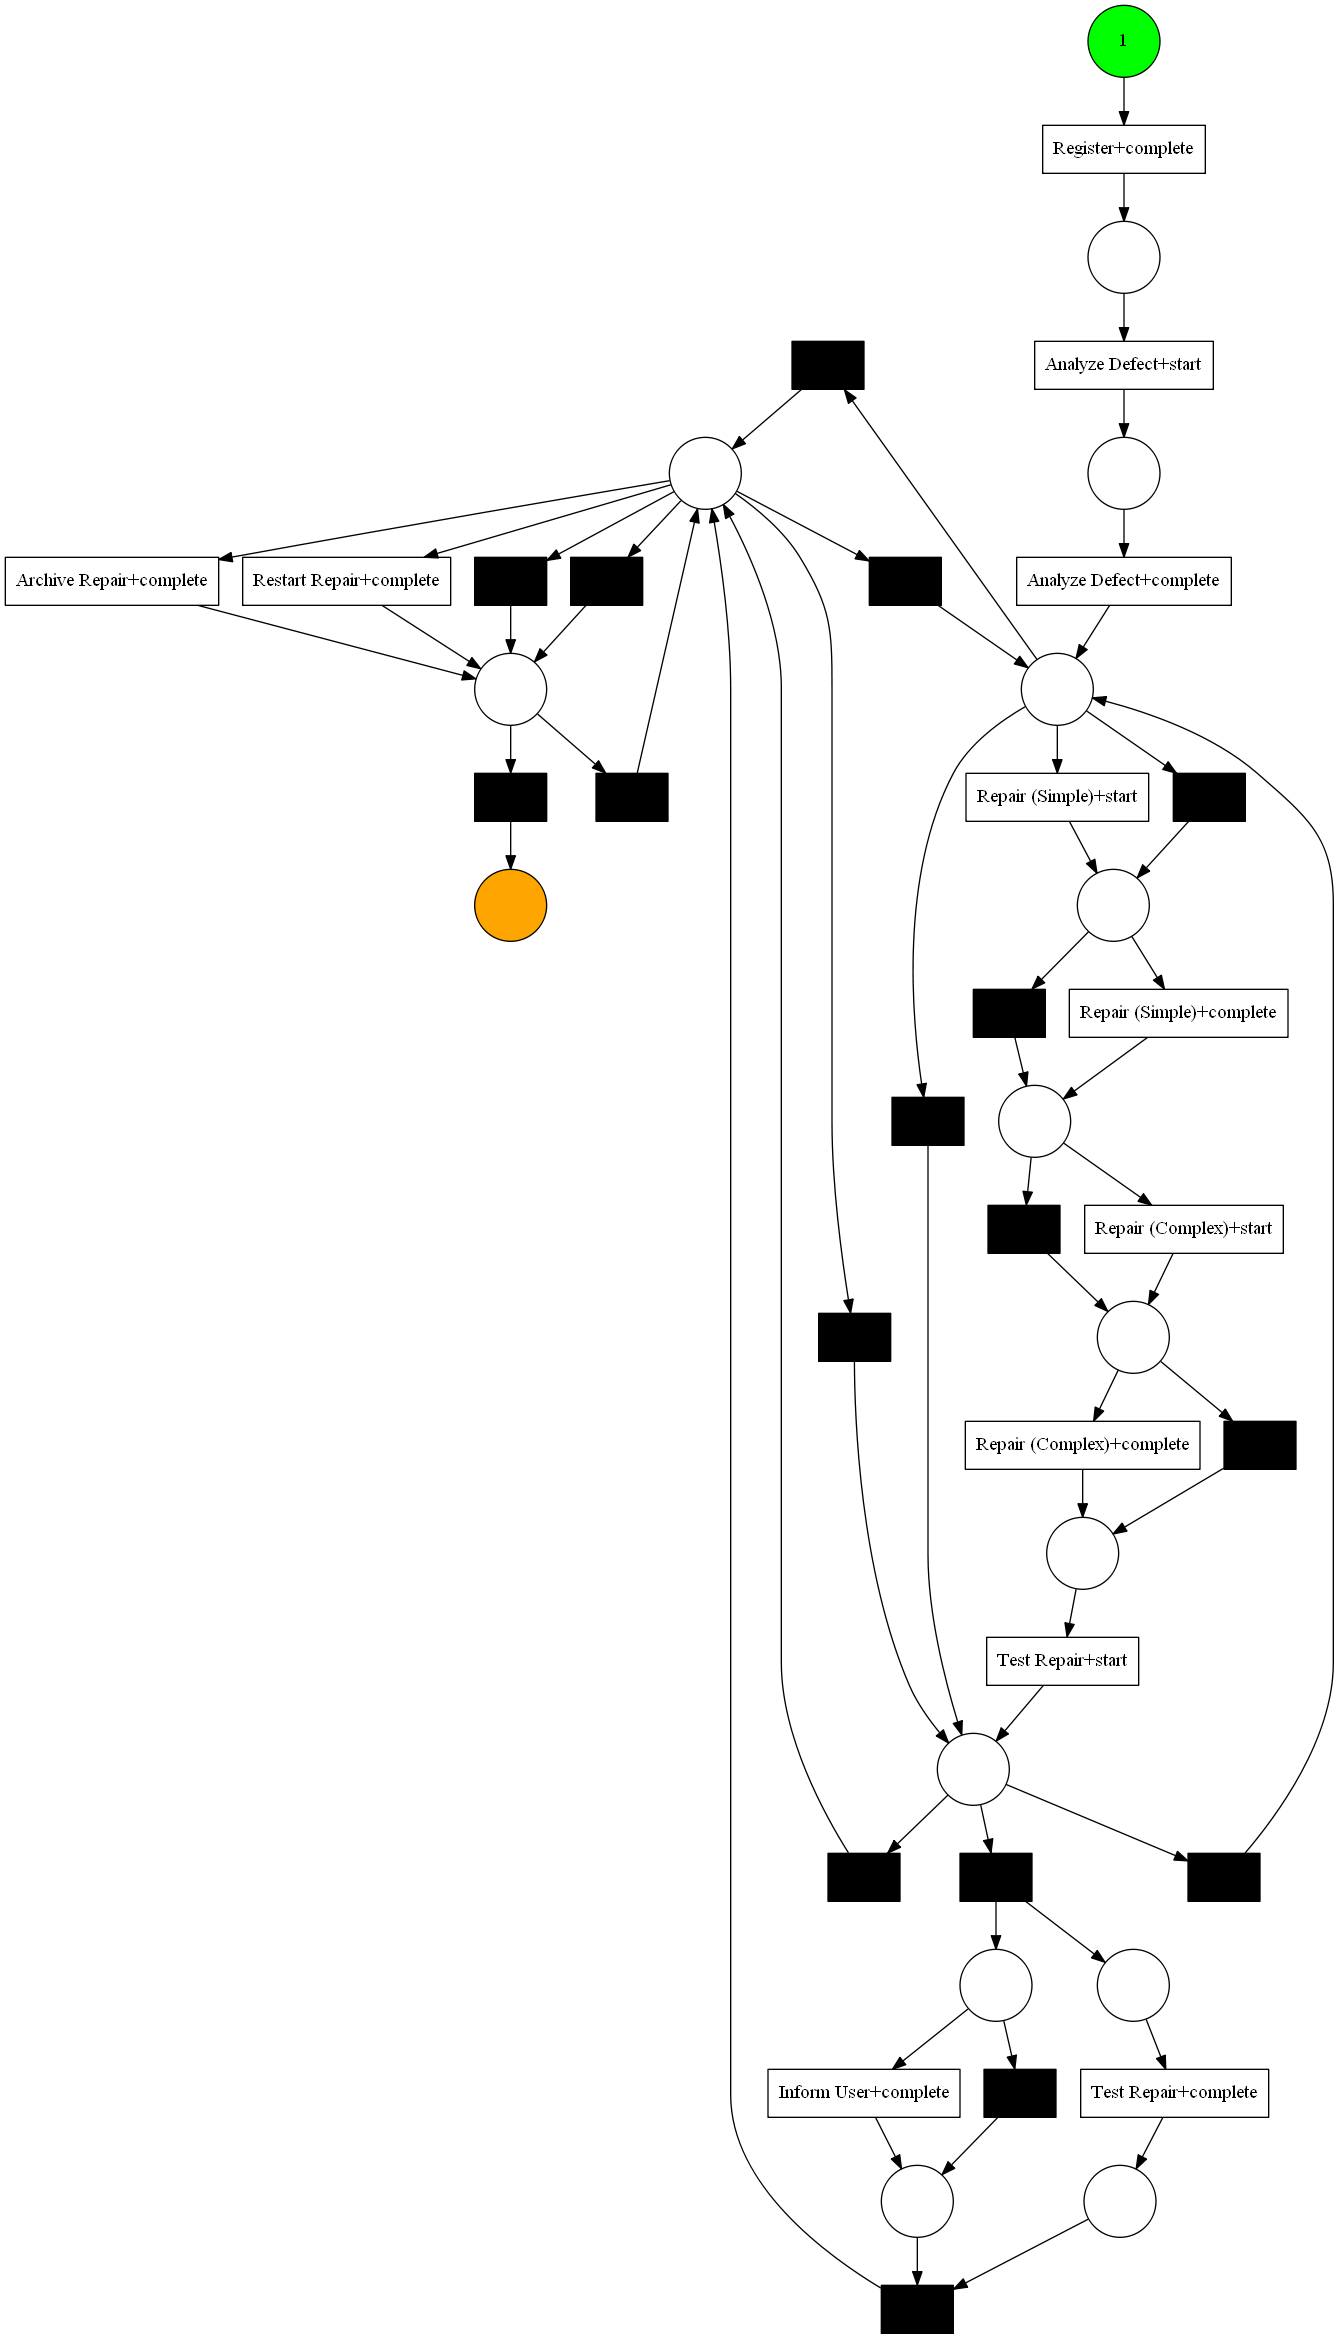 1
Register+complete
Analyze Defect+start
Archive Repair+complete
Restart Repair+complete
Analyze Defect+complete
Repair (Simple)+start
Repair (Simple)+complete
Repair (Complex)+start
Repair (Complex)+complete
Test Repair+start
Inform User+complete
Test Repair+complete